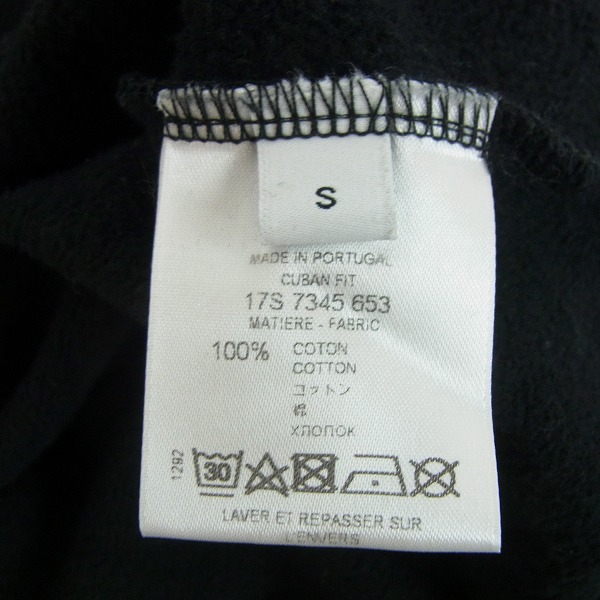 S
MADE IN PORTUGAL
CUBAN FIT
17S 7345 653
MATIERE - FABRIC
100% COTON
COTTON
コットン
棉
ХЛОПОК
1292
30
LAVER ET REPASSER SUR
L'ENVERS